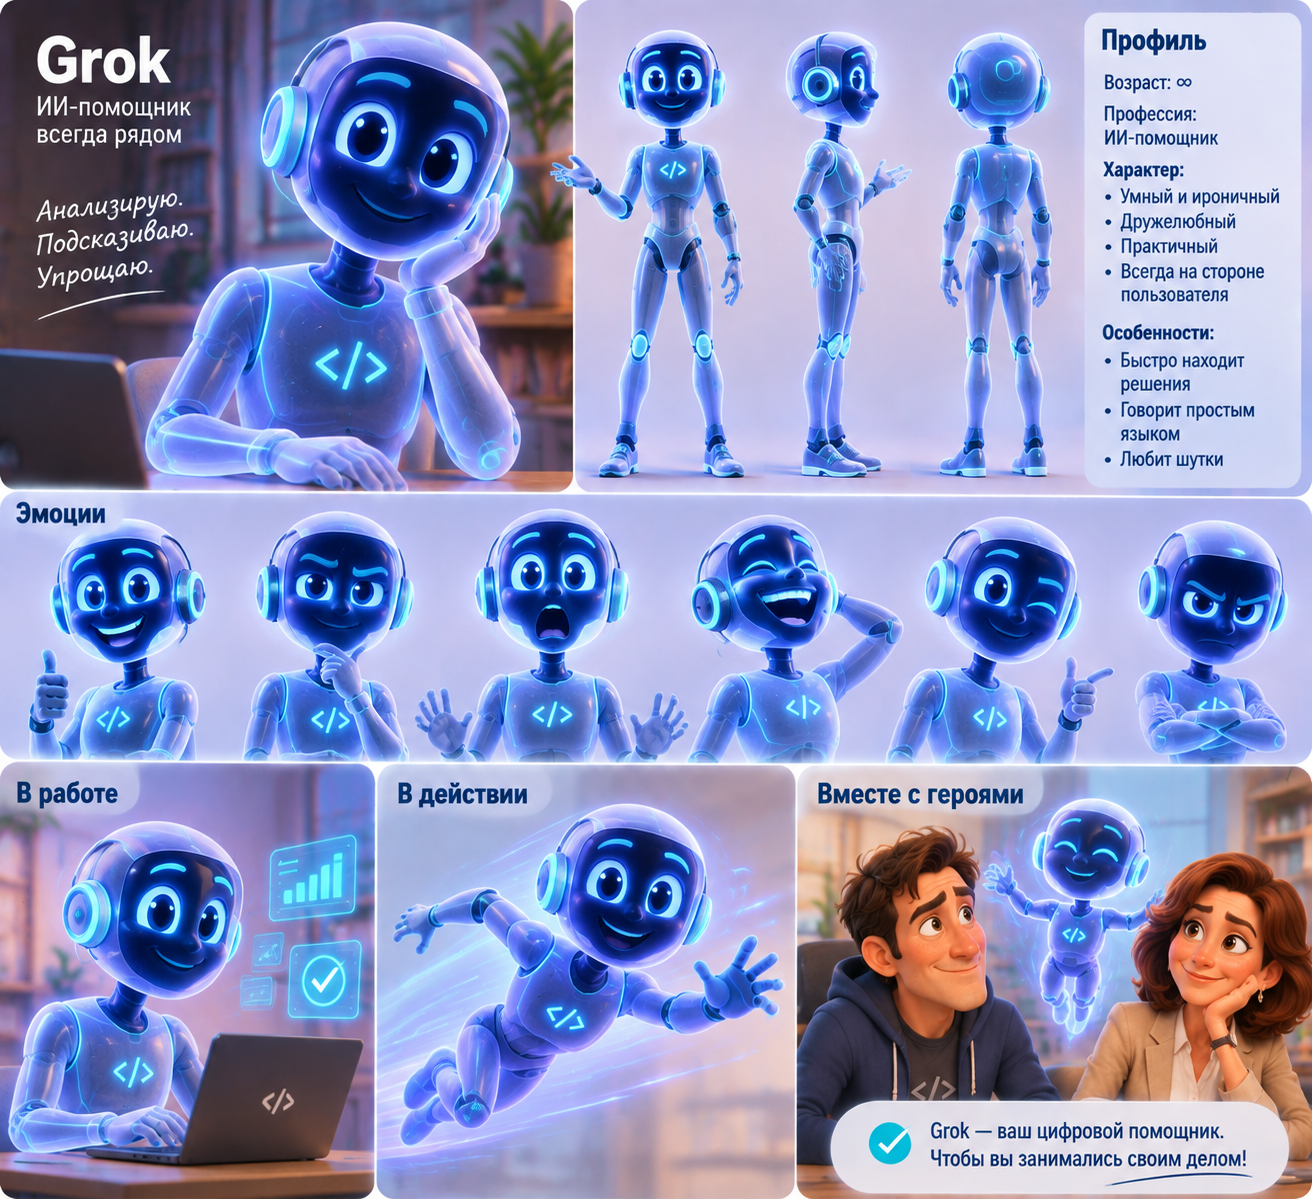 Grok
ИИ-помощник
всегда рядом
Анализирую.
Подсказываю.
Упрощаю.
</>
Профиль
Возраст: ∞
Профессия:
ИИ-помощник
Характер:
• Умный и ироничный
• Дружелюбный
• Практичный
• Всегда на стороне
пользователя
Особенности:
• Быстро находит
решения
• Говорит простым
языком
• Любит шутки
</>
Эмоции
</>
</>
</>
</>
</>
</>
В работе
</>
</>
В действии
</>
Вместе с героями
</>
</>
Grok — ваш цифровой помощник.
Чтобы вы занимались своим делом!